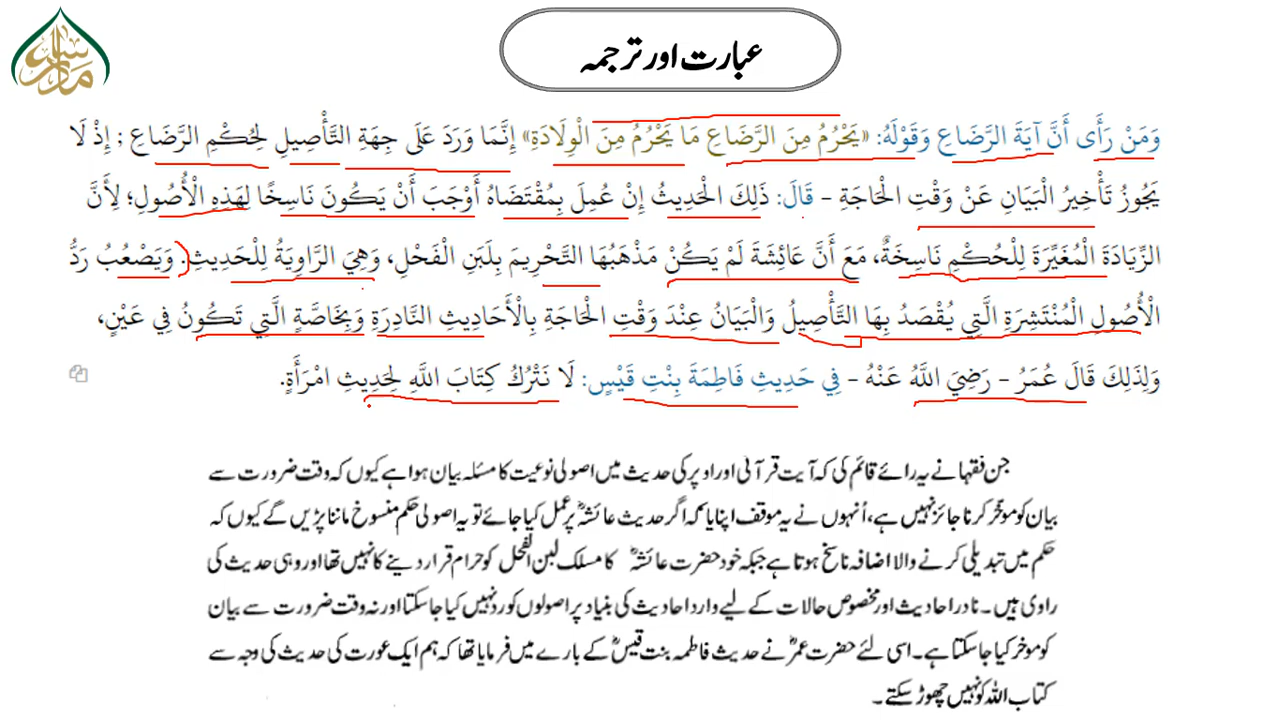 عبارت اور ترجمہ
وَمَنْ رَأَى أَنَّ آيَةَ الرَّضَاعِ وَقَوْلَهُ: «يَحْرُمُ مِنَ الرَّضَاعِ مَا يَحْرُمُ مِنَ الْوِلَادَةِ» إِنَّمَا وَرَدَ عَلَى جِهَةِ التَّأْصِيلِ لِحُكْمِ الرَّضَاعِ ; إِذْ لَا
يَجُوزُ تَأْخِيرُ الْبَيَانِ عَنْ وَقْتِ الْحَاجَةِ - قَالَ: ذَلِكَ الْحَدِيثُ إِنْ عُمِلَ بِمُقْتَضَاهُ أَوْجَبَ أَنْ يَكُونَ نَاسِخًا لِهَذِهِ الْأُصُولِ؛ لِأَنَّ
الزِّيَادَةَ الْمُغَيِّرَةَ لِلْحُكْمِ نَاسِخَةٌ، مَعَ أَنَّ عَائِشَةَ لَمْ يَكُنْ مَذْهَبُهَا التَّحْرِيمَ بِلَبَنِ الْفَحْلِ، وَهِيَ الرَّاوِيَةُ لِلْحَدِيثِ. وَيَصْعُبُ رَدُّ
الْأُصُولِ الْمُنْتَشِرَةِ الَّتِي يُقْصَدُ بِهَا التَّأْصِيلُ وَالْبَيَانُ عِنْدَ وَقْتِ الْحَاجَةِ بِالْأَحَادِيثِ النَّادِرَةِ وَبِخَاصَّةٍ الَّتِي تَكُونُ فِي عَيْنٍ،
وَلِذَلِكَ قَالَ عُمَرُ - رَضِيَ اللَّهُ عَنْهُ - فِي حَدِيثِ فَاطِمَةَ بِنْتِ قَيْسٍ: لَا نَتْرُكُ كِتَابَ اللَّهِ لِحَدِيثِ امْرَأَةٍ.
جن فقہا نے یہ رائے قائم کی کہ آیت قرآنی اور اوپر کی حدیث میں اصولی نوعیت کا مسئلہ بیان ہوا ہے کیوں کہ وقت ضرورت سے
بیان کو موخر کرنا جائز نہیں ہے، اُنہوں نے یہ موقف اپنایا کہ اگر حدیث عائشہؓ پر عمل کیا جائے تو یہ اصولی حکم منسوخ ماننا پڑیں گے کیوں کہ
حکم میں تبدیلی کرنے والا اضافہ ناسخ ہوتا ہے جبکہ خود حضرت عائشہؓ کا مسلک لبن الفحل کو حرام قرار دینے کا نہیں تھا اور وہی حدیث کی
راوی ہیں۔ نادر احادیث اور مخصوص حالات کے لیے وارد احادیث کی بنیاد پر اصولوں کو رد نہیں کیا جا سکتا اور نہ وقت ضرورت سے بیان
کو موخر کیا جا سکتا ہے۔ اسی لئے حضرت عمرؓ نے حدیث فاطمہ بنت قیسؓ کے بارے میں فرمایا تھا کہ ہم ایک عورت کی حدیث کی وجہ سے
کتاب اللہ کو نہیں چھوڑ سکتے۔